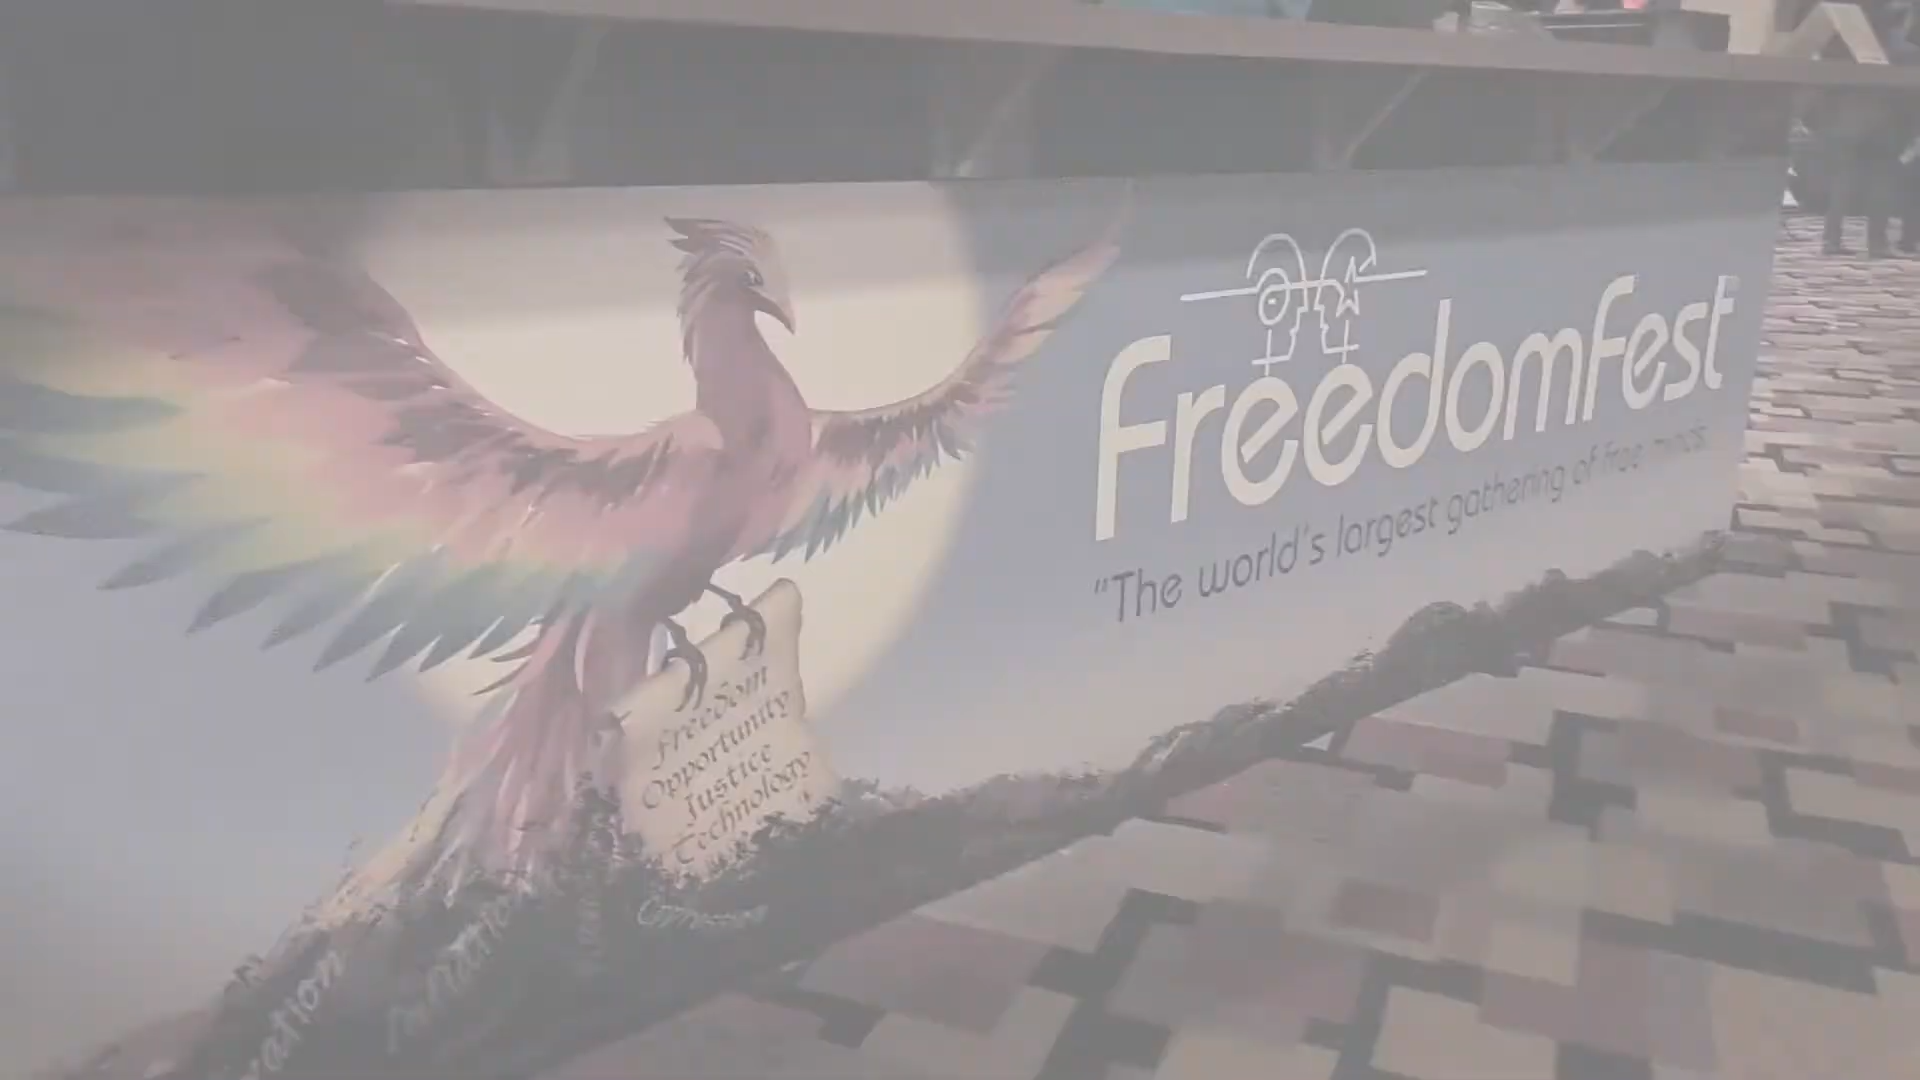 Freedomfest
"The world's largest gathering of free minds
Freedom
Opportunity
Justice
Technology